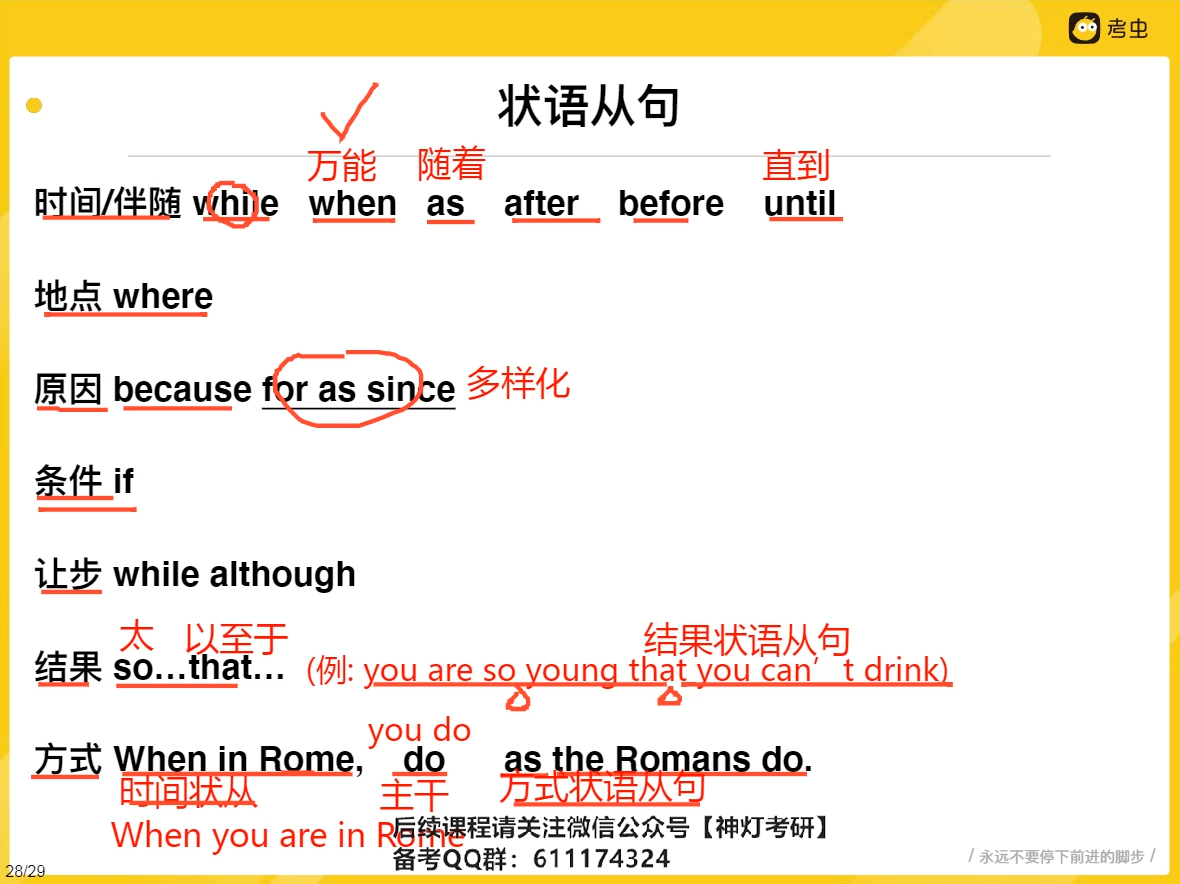 考虫
状语从句
万能 随着 直到
时间/伴随 while when as after before until
地点 where
原因 because for as since 多样化
条件 if
让步 while although
太 以至于 结果状语从句
结果 so…that… (例: you are so young that you can’t drink)
you do
方式 When in Rome, do as the Romans do.
时间状从 主干 方式状语从句
When you are in Rome
后续课程请关注微信公众号【神灯考研】
备考QQ群：611174324
/ 永远不要停下前进的脚步 /
28/29